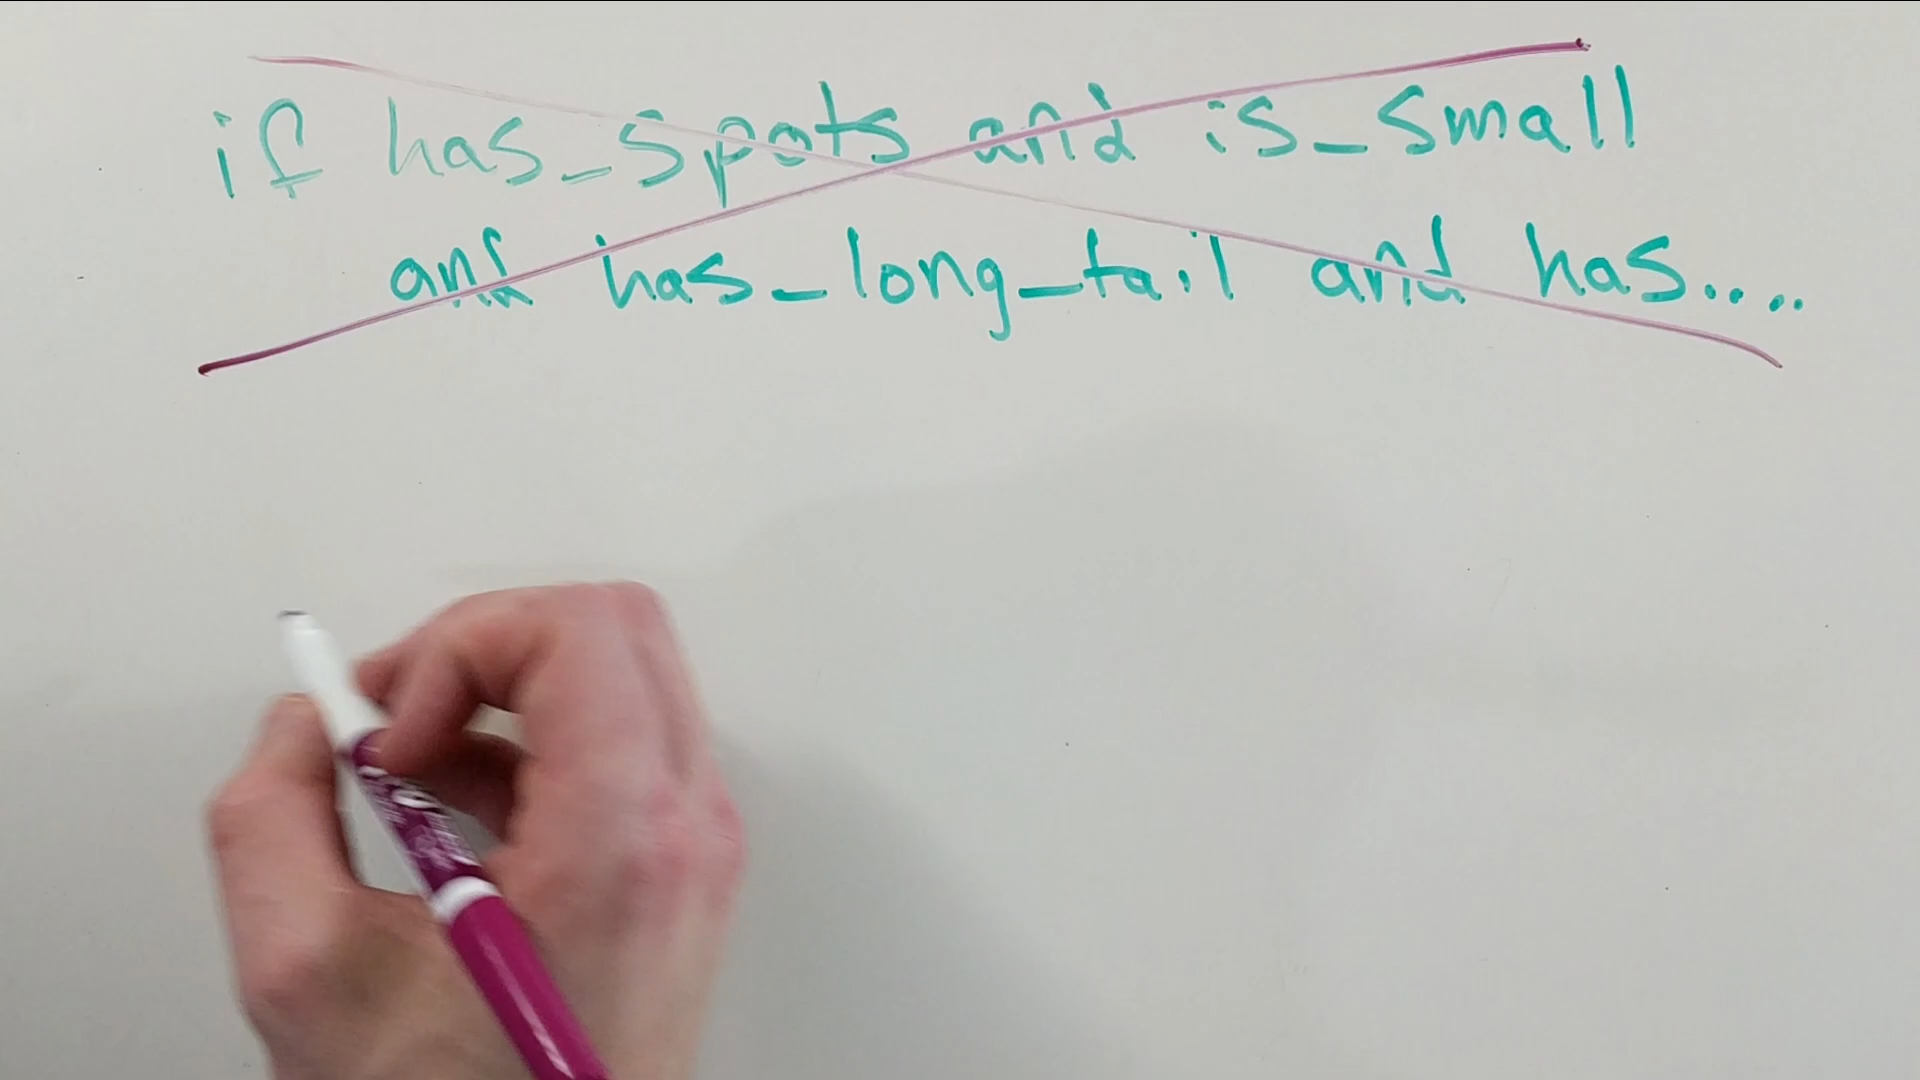 if has_spots and is_small
and has_long_tail and has....